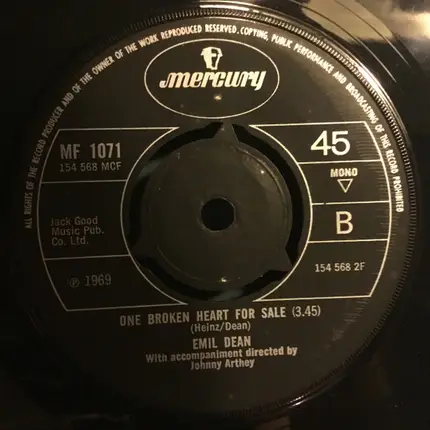 ALL RIGHTS OF THE RECORD PRODUCER AND OF THE OWNER OF THE WORK REPRODUCED RESERVED. COPYING, PUBLIC PERFORMANCE AND BROADCASTING OF THIS RECORD PROHIBITED
mercury
MF 1071
154 568 MCF
45
MONO
B
Jack Good
Music Pub.
Co. Ltd.
℗ 1969
154 568 2F
ONE BROKEN HEART FOR SALE (3.45)
(Heinz/Dean)
EMIL DEAN
With accompaniment directed by
Johnny Arthey